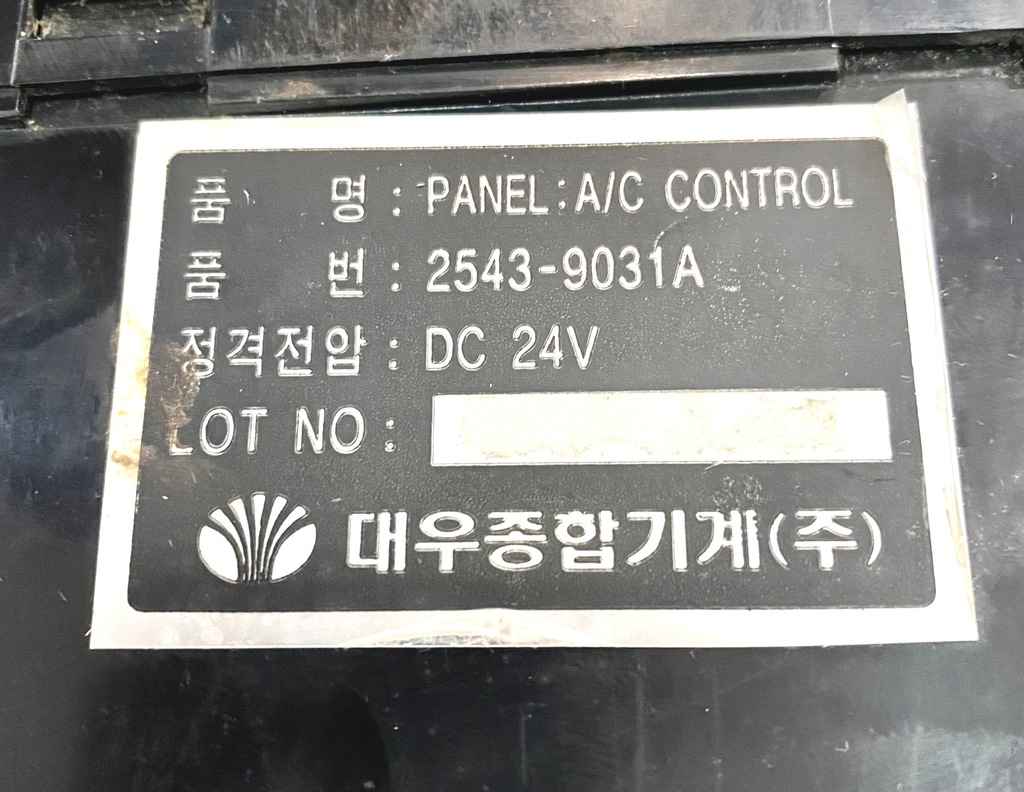 품 명 : PANEL:A/C CONTROL
품 번 : 2543-9031A
정격전압 : DC 24V
LOT NO :
대우종합기계(주)